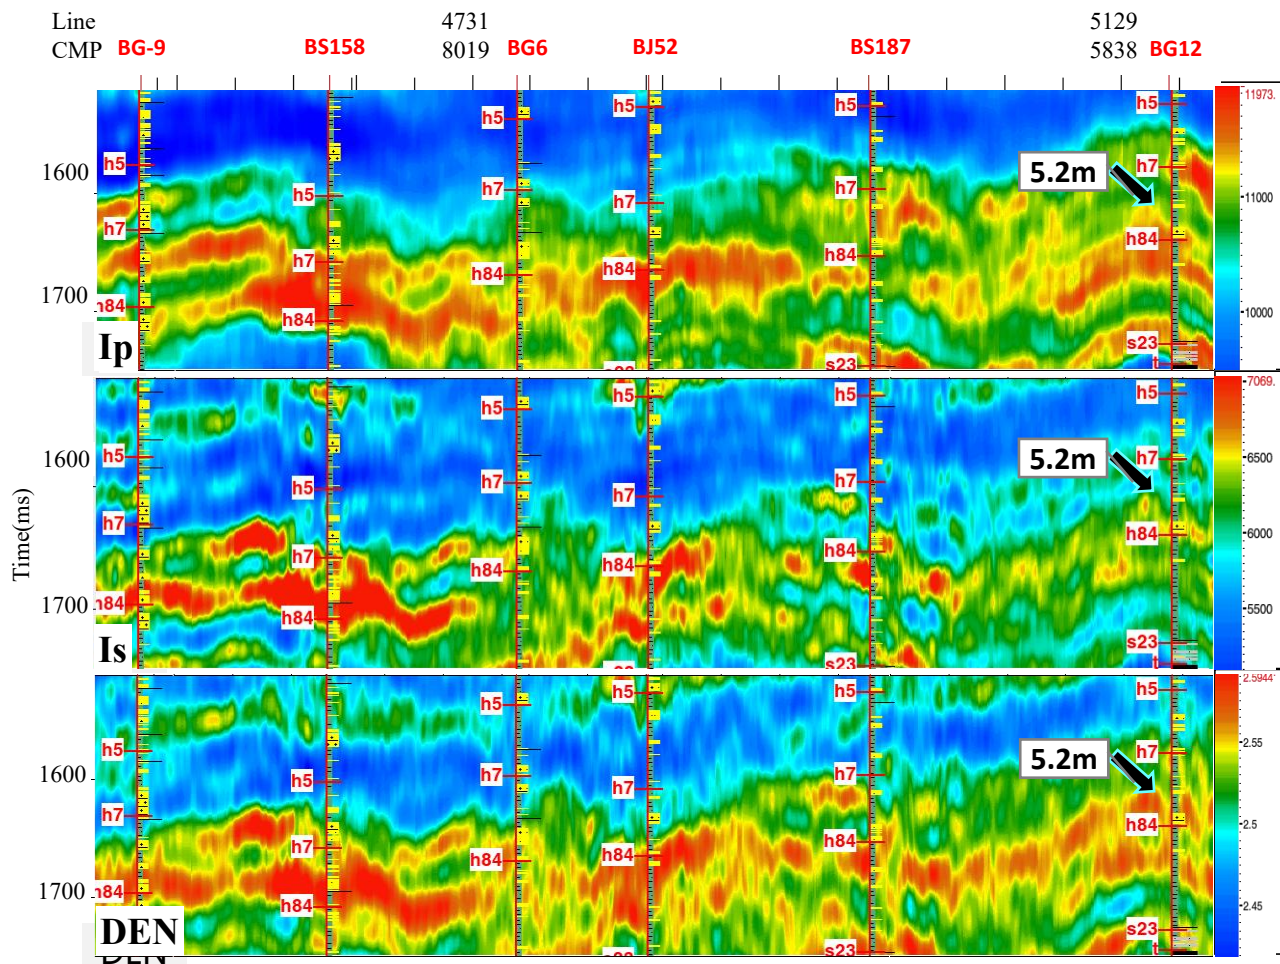 Line 4731 5129
CMP BG-9 BS158 8019 BG6 BJ52 BS187 5838 BG12
h5 h5 h5 h5 h5 h5
h7 h7 h7 h7 h7 h7
h84 h84 h84 h84 h84 h84
s23 s23 t
1600
1700
5.2m
Ip
11973.
11000
10000
Time(ms)
h5 h5 h5 h5 h5 h5
h7 h7 h7 h7 h7 h7
h84 h84 h84 h84 h84 h84
s23 s23 t
1600
1700
5.2m
Is
7069.
6500
6000
5500
h5 h5 h5 h5 h5 h5
h7 h7 h7 h7 h7 h7
h84 h84 h84 h84 h84 h84
s23 s23 t
1600
1700
5.2m
DEN
DEN
2.5944
2.55
2.5
2.45